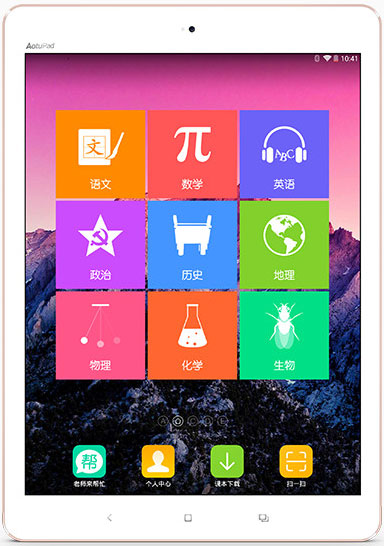 AoTuPad
10:41
文
π
ABC
语文
数学
英语
政治
历史
地理
物理
化学
生物
A O C D E
帮
老师来帮忙
个人中心
课本下载
扫一扫